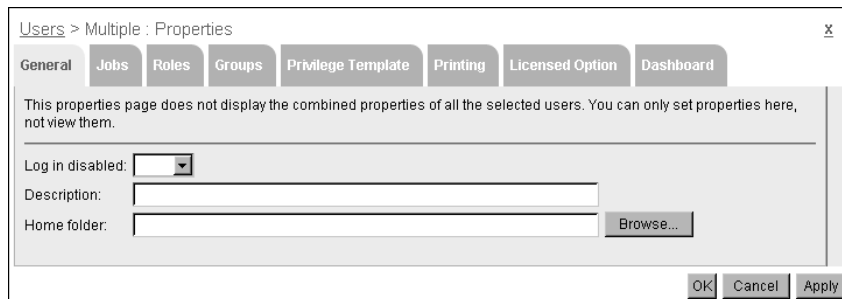 Users > Multiple : Properties
x
General Jobs Roles Groups Privilege Template Printing Licensed Option Dashboard
This properties page does not display the combined properties of all the selected users. You can only set properties here,
not view them.
Log in disabled:
Description:
Home folder:
Browse...
OK Cancel Apply